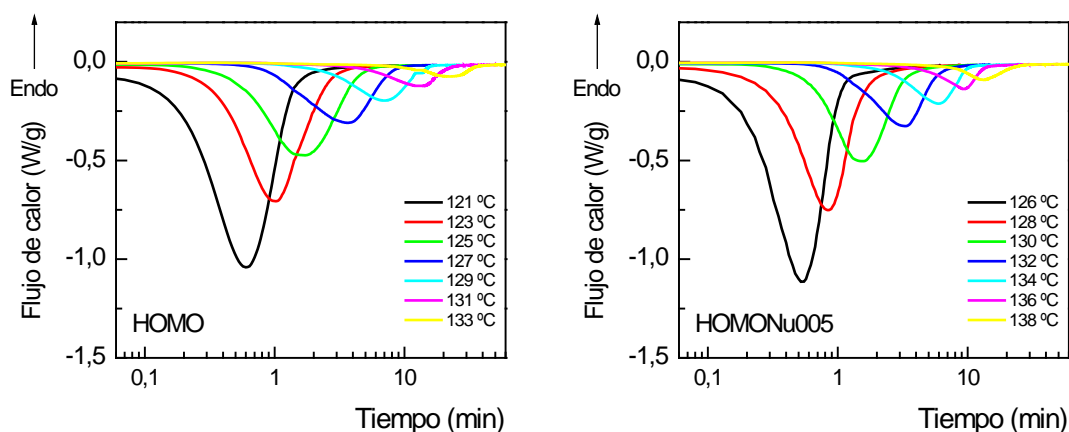 0,0
Endo
-0,5
-1,0
-1,5
Flujo de calor (W/g)
121 ºC
123 ºC
125 ºC
127 ºC
129 ºC
131 ºC
133 ºC
HOMO
0,1
1
10
Tiempo (min)
0,0
Endo
-0,5
-1,0
-1,5
Flujo de calor (W/g)
126 ºC
128 ºC
130 ºC
132 ºC
134 ºC
136 ºC
138 ºC
HOMONu005
0,1
1
10
Tiempo (min)